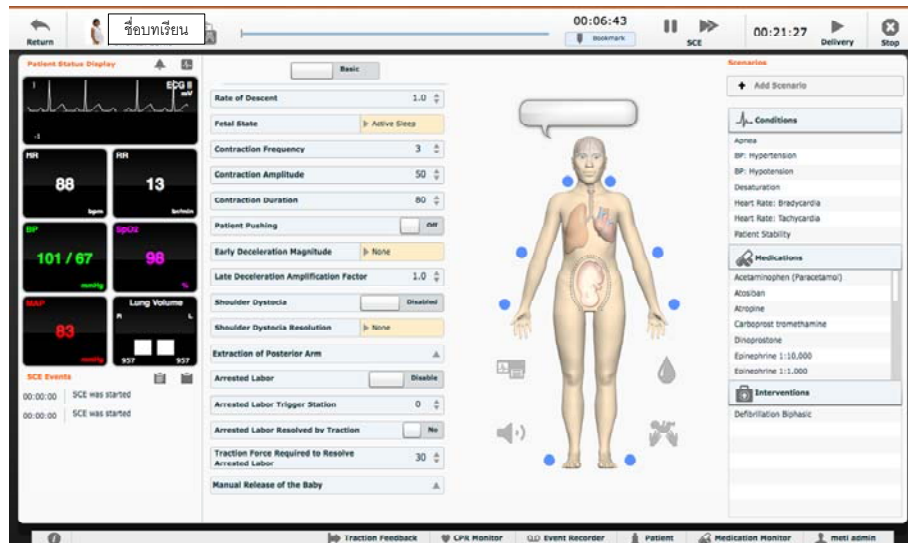 Return
ชื่อบทเรียน
00:06:43
Bookmark
SCE
00:21:27
Delivery
Stop
Patient Status Display
1
ECG II
mV
-1
HR
88
bpm
RR
13
br/min
BP
101 / 67
mmHg
SpO2
98
%
MAP
83
mmHg
Lung Volume
R
L
957
957
SCE Events
00:00:00 SCE was started
00:00:00 SCE was started
Basic
Rate of Descent 1.0
Fetal State Active Sleep
Contraction Frequency 3
Contraction Amplitude 50
Contraction Duration 80
Patient Pushing Off
Early Deceleration Magnitude None
Late Deceleration Amplification Factor 1.0
Shoulder Dystocia Disabled
Shoulder Dystocia Resolution None
Extraction of Posterior Arm
Arrested Labor Disable
Arrested Labor Trigger Station 0
Arrested Labor Resolved by Traction No
Traction Force Required to Resolve
Arrested Labor 30
Manual Release of the Baby
Scenarios
+ Add Scenario
Conditions
Apnea
BP: Hypertension
BP: Hypotension
Desaturation
Heart Rate: Bradycardia
Heart Rate: Tachycardia
Patient Stability
Medications
Acetaminophen (Paracetamol)
Atosiban
Atropine
Carboprost tromethamine
Dinoprostone
Epinephrine 1:10,000
Epinephrine 1:1,000
Interventions
Defibrillation Biphasic
Traction Feedback
CPR Monitor
Event Recorder
Patient
Medication Monitor
meti admin